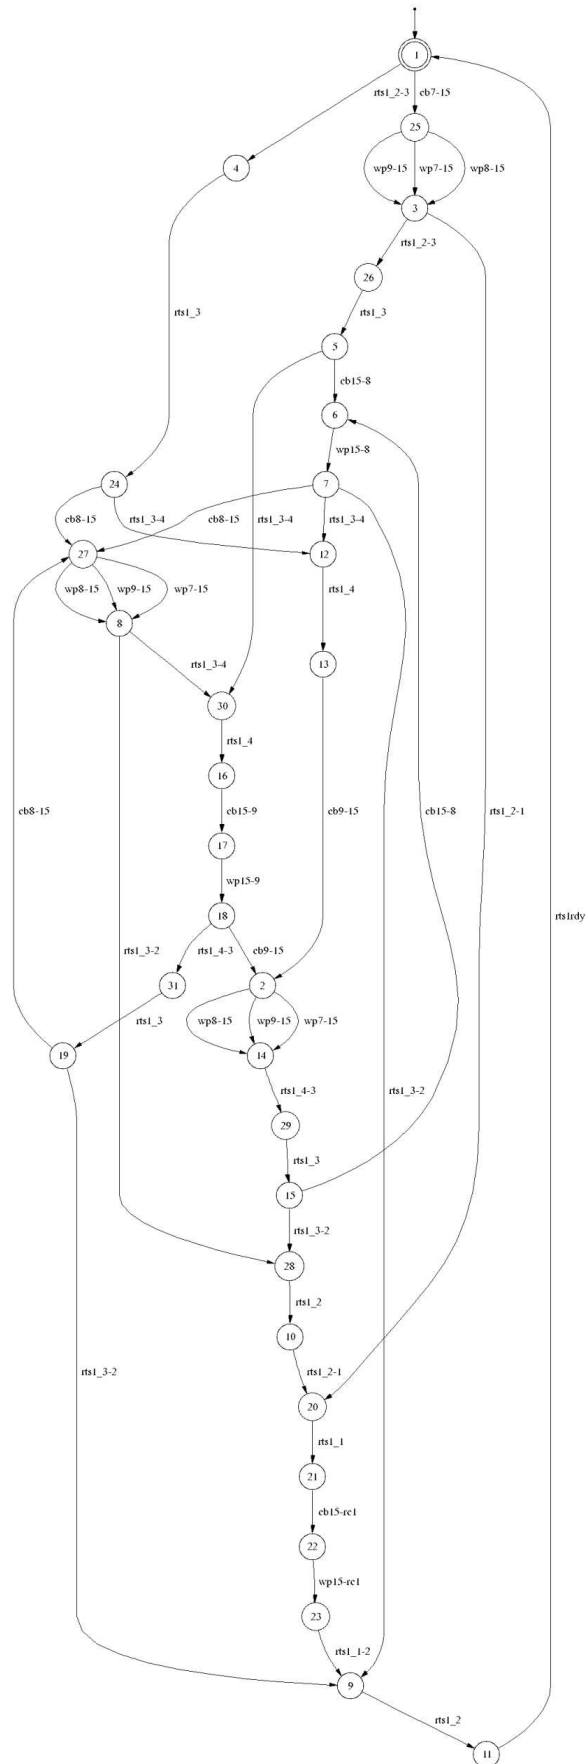 1
rts1_2-3 cb7-15
25
4
wp9-15 wp7-15 wp8-15
3
rts1_2-3
26
rts1_3
rts1_3
5
cb15-8
6
wp15-8
24
7
cb8-15 rts1_3-4 cb8-15 rts1_3-4 rts1_3-4
27
12
wp8-15 wp9-15 wp7-15
rts1_4
8
rts1_3-4
13
30
rts1_4
16
cb8-15 cb15-9 cb9-15 cb15-8 rts1_2-1
17
wp15-9
18
rts1rdy
rts1_3-2 rts1_4-3 cb9-15
31
2
rts1_3 wp8-15 wp9-15 wp7-15
19
14
rts1_4-3 rts1_3-2
29
rts1_3
15
rts1_3-2
28
rts1_2
10
rts1_3-2 rts1_2-1
20
rts1_1
21
cb15-rc1
22
wp15-rc1
23
rts1_1-2
9
rts1_2
11